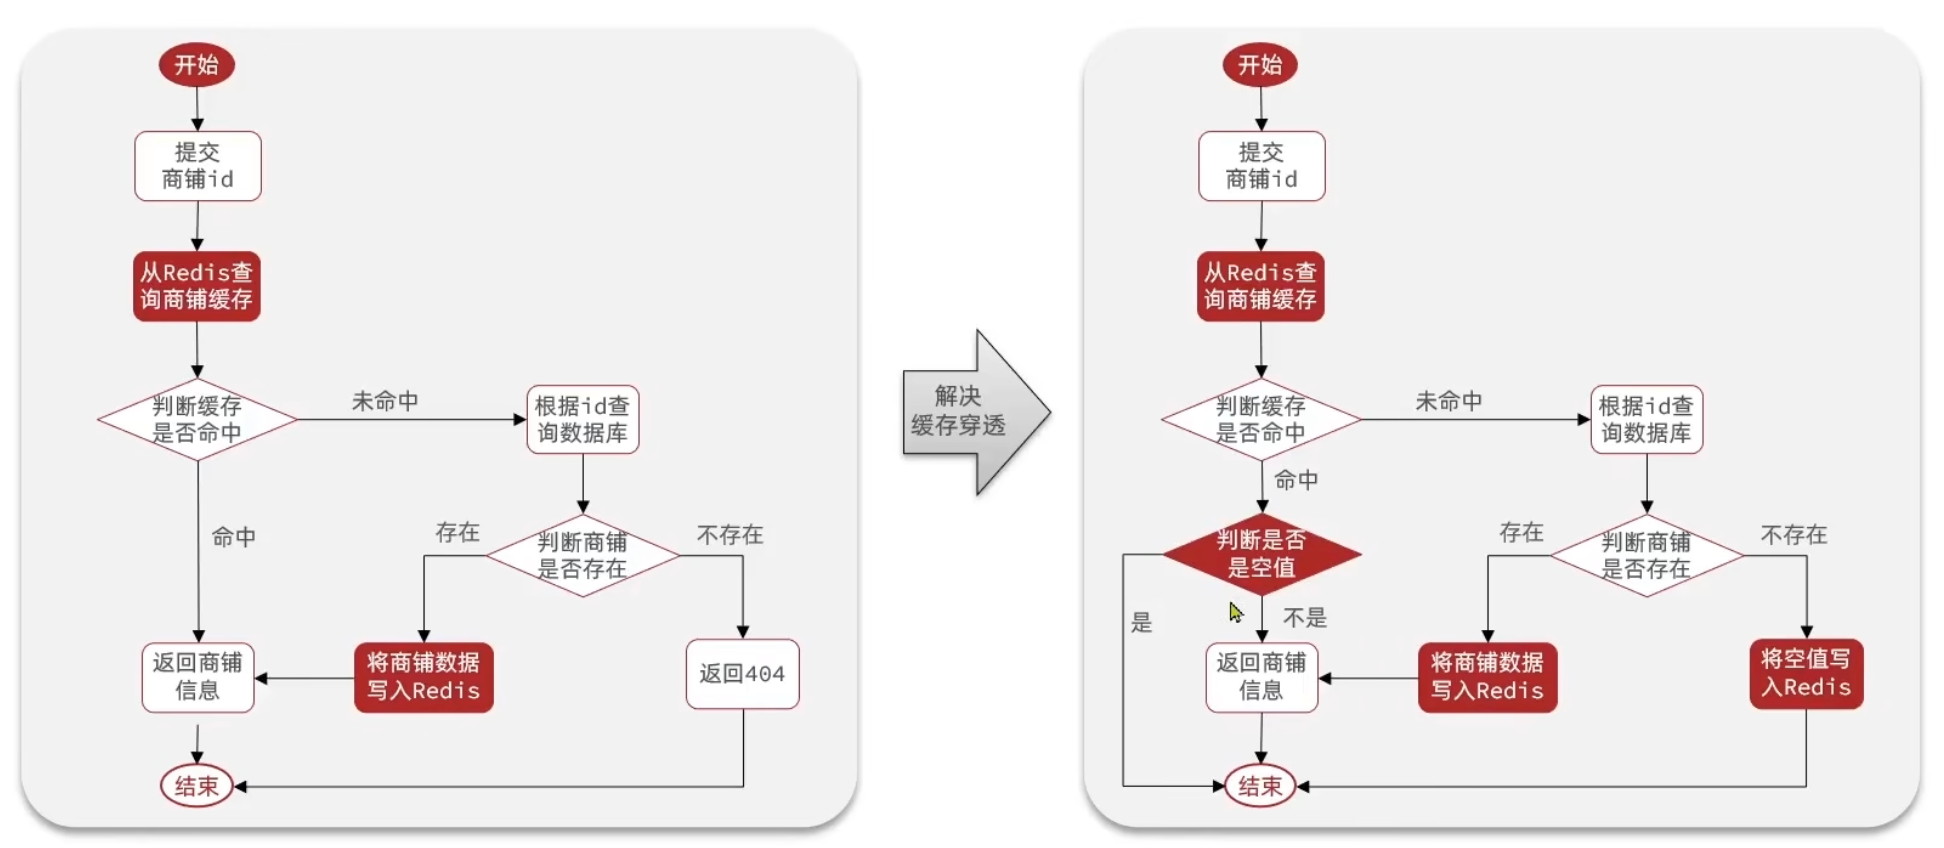 开始
提交
商铺id
从Redis查
询商铺缓存
判断缓存
是否命中
未命中
根据id查
询数据库
命中
存在
判断商铺
是否存在
不存在
返回商铺
信息
将商铺数据
写入Redis
返回404
结束
解决
缓存穿透
开始
提交
商铺id
从Redis查
询商铺缓存
判断缓存
是否命中
未命中
根据id查
询数据库
命中
判断是否
是空值
存在
判断商铺
是否存在
不存在
是
不是
返回商铺
信息
将商铺数据
写入Redis
将空值写
入Redis
结束